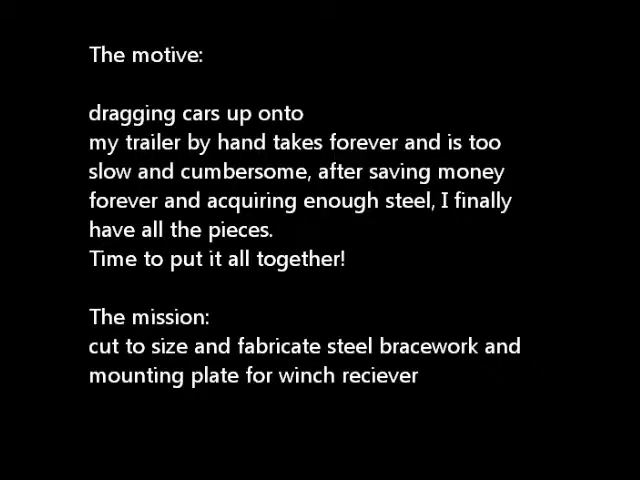 The motive:
dragging cars up onto
my trailer by hand takes forever and is too
slow and cumbersome, after saving money
forever and acquiring enough steel, I finally
have all the pieces.
Time to put it all together!
The mission:
cut to size and fabricate steel bracework and
mounting plate for winch reciever